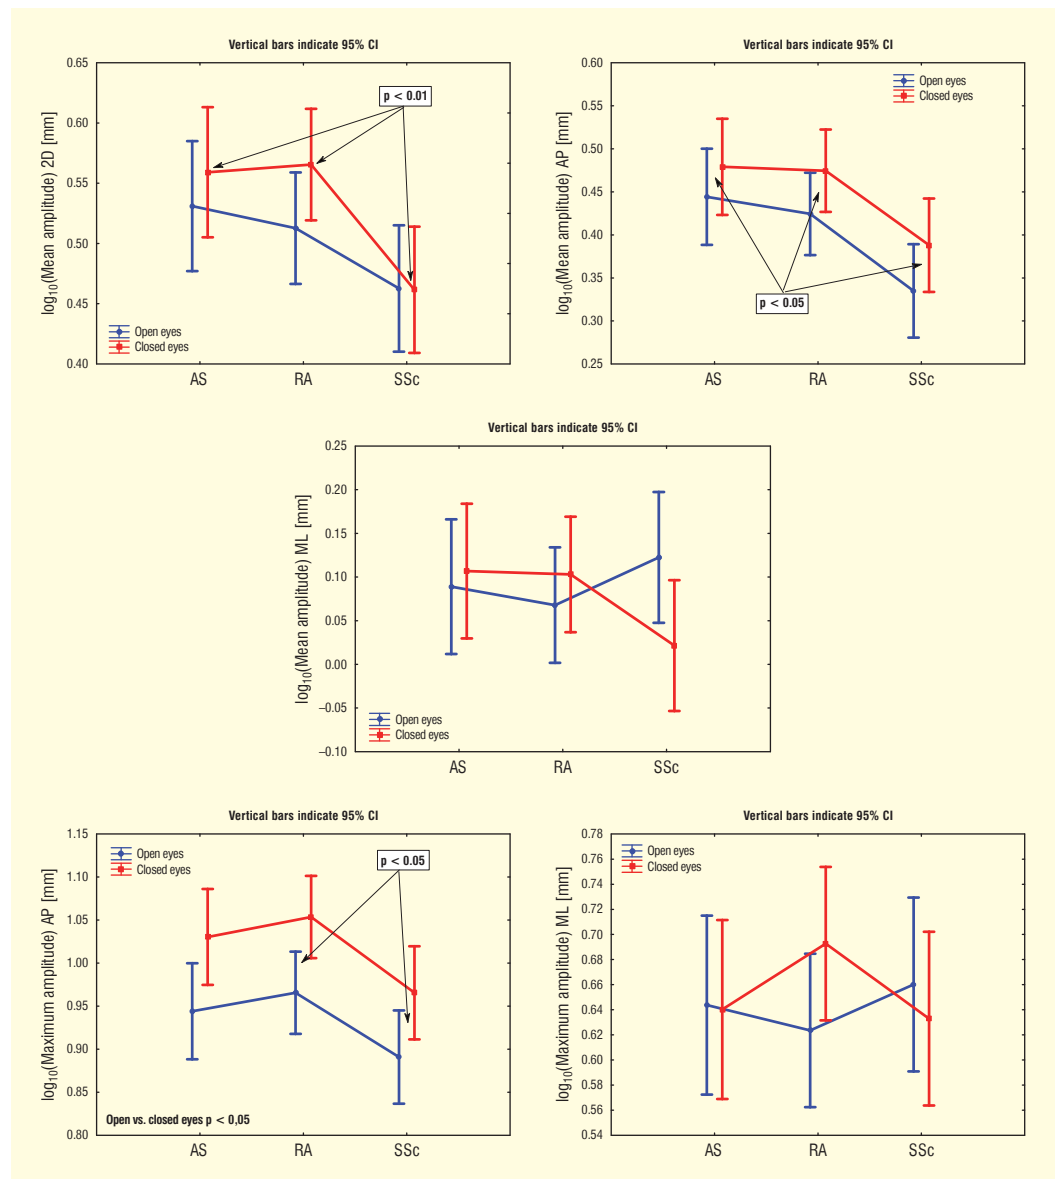 Vertical bars indicate 95% CI
log10(Mean amplitude) 2D [mm]
0.65
0.60
0.55
0.50
0.45
0.40
p < 0.01
Open eyes
Closed eyes
AS RA SSc
Vertical bars indicate 95% CI
log10(Mean amplitude) AP [mm]
0.60
0.55
0.50
0.45
0.40
0.35
0.30
0.25
Open eyes
Closed eyes
p < 0.05
AS RA SSc
Vertical bars indicate 95% CI
log10(Mean amplitude) ML [mm]
0.25
0.20
0.15
0.10
0.05
0.00
–0.05
–0.10
Open eyes
Closed eyes
AS RA SSc
Vertical bars indicate 95% CI
log10(Maximum amplitude) AP [mm]
1.15
1.10
1.05
1.00
0.95
0.90
0.85
0.80
Open eyes
Closed eyes
p < 0.05
Open vs. closed eyes p < 0,05
AS RA SSc
Vertical bars indicate 95% CI
log10(Maximum amplitude) ML [mm]
0.78
0.76
0.74
0.72
0.70
0.68
0.66
0.64
0.62
0.60
0.58
0.56
0.54
Open eyes
Closed eyes
AS RA SSc